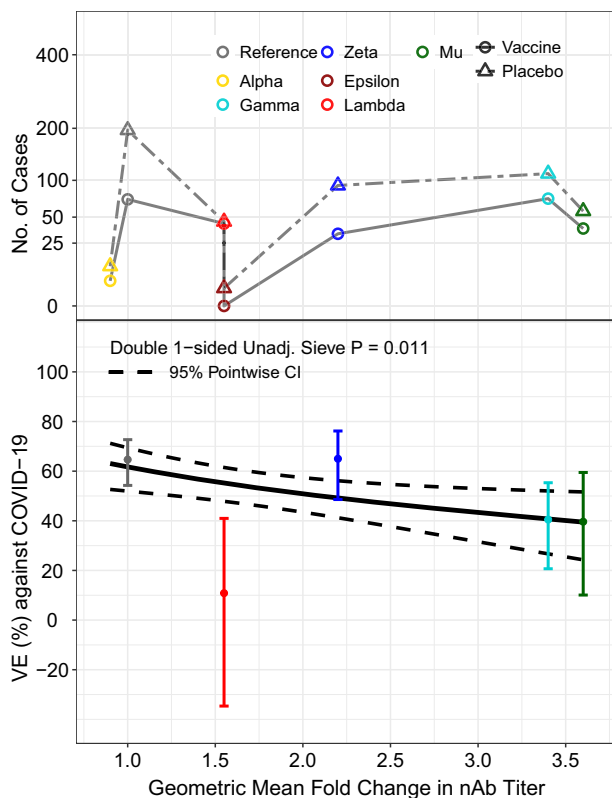 400
200
100
50
25
0
No. of Cases
Reference Zeta Mu Vaccine
Alpha Epsilon Placebo
Gamma Lambda
Double 1−sided Unadj. Sieve P = 0.011
95% Pointwise CI
100
80
60
40
20
0
−20
VE (%) against COVID−19
1.0 1.5 2.0 2.5 3.0 3.5
Geometric Mean Fold Change in nAb Titer